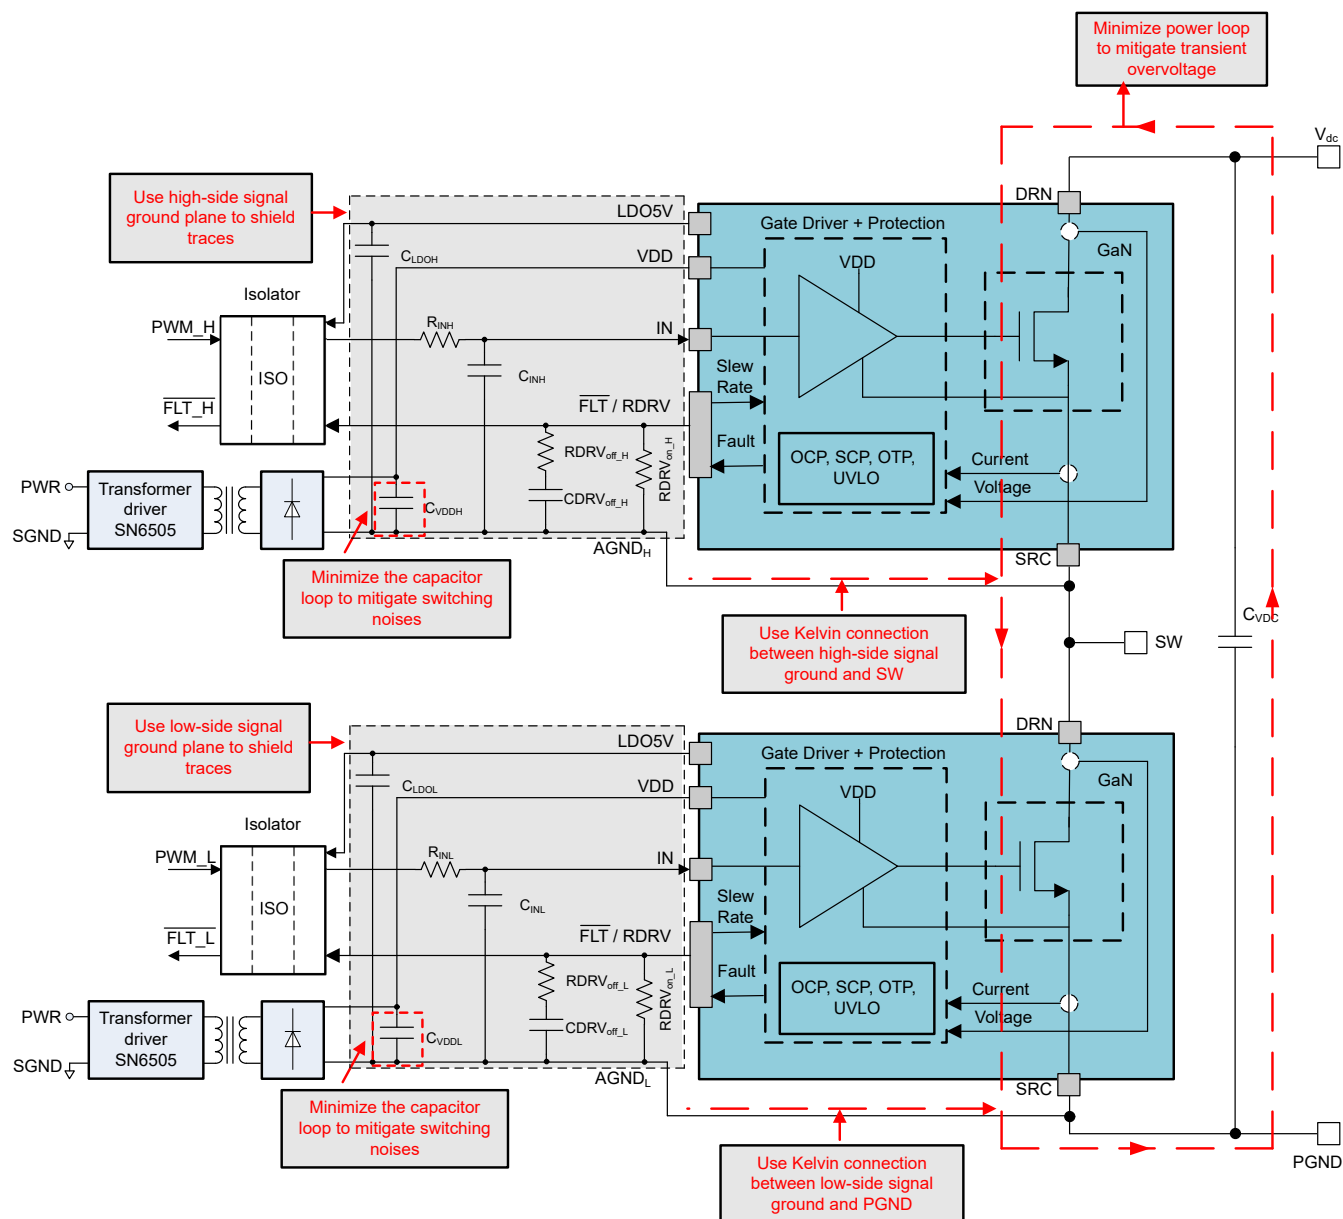 Minimize power loop
to mitigate transient
overvoltage
Vdc
Use high-side signal
ground plane to shield
traces
LDO5V
DRN
Gate Driver + Protection
GaN
CLDOH
VDD
VDD
Isolator
PWM_H
RINH
IN
ISO
CINH
Slew
Rate
FLT_H
FLT / RDRV
Fault
RDRVoff_H
RDRVon_H
OCP, SCP, OTP,
UVLO
Current
Voltage
PWR
Transformer
driver
SN6505
CDRVoff_H
CVDDH
SGND
AGNDH
SRC
Minimize the capacitor
loop to mitigate switching
noises
Use Kelvin connection
between high-side signal
ground and SW
CVDC
SW
Use low-side signal
ground plane to shield
traces
LDO5V
DRN
Gate Driver + Protection
GaN
CLDOL
VDD
VDD
Isolator
PWM_L
RINL
IN
ISO
CINL
Slew
Rate
FLT_L
FLT / RDRV
Fault
RDRVoff_L
RDRVon_L
OCP, SCP, OTP,
UVLO
Current
Voltage
PWR
Transformer
driver
SN6505
CDRVoff_L
CVDDL
SGND
AGNDL
SRC
Minimize the capacitor
loop to mitigate switching
noises
Use Kelvin connection
between low-side signal
ground and PGND
PGND